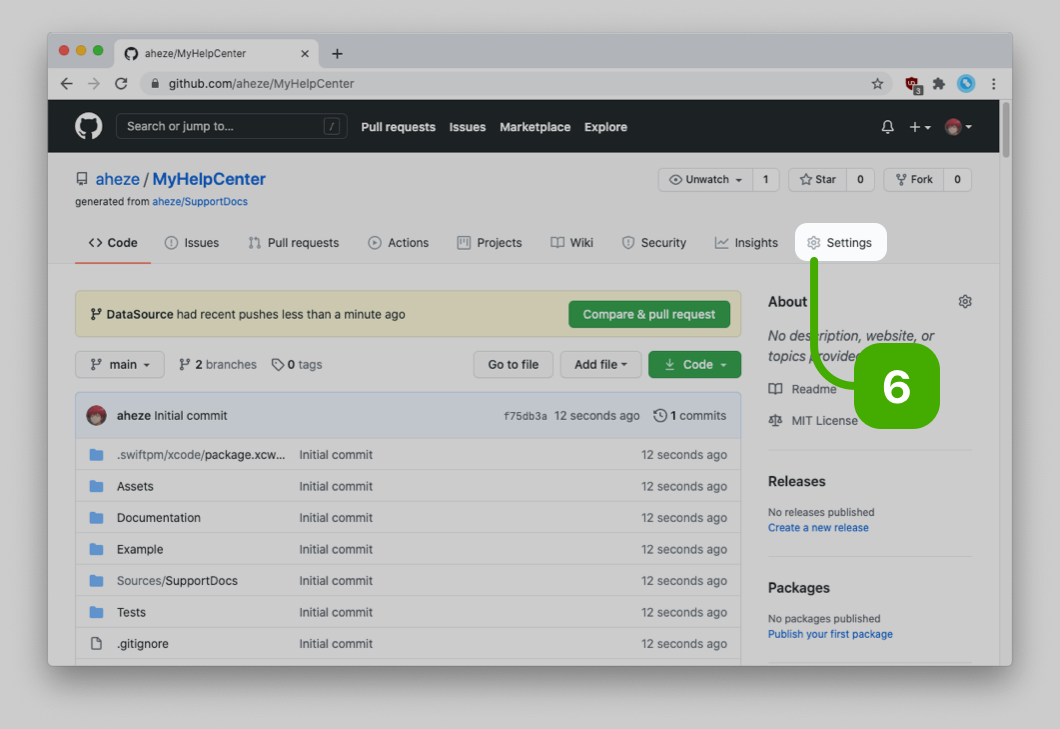 aheze/MyHelpCenter
github.com/aheze/MyHelpCenter
3
Search or jump to... /
Pull requests Issues Marketplace Explore
aheze / MyHelpCenter
Unwatch 1 Star 0 Fork 0
generated from aheze/SupportDocs
Code Issues Pull requests Actions Projects Wiki Security Insights Settings
DataSource had recent pushes less than a minute ago Compare & pull request
About
No description, website, or
topics provided
6
main 2 branches 0 tags Go to file Add file Code
Readme
aheze Initial commit f75db3a 12 seconds ago 1 commits
MIT License
.swiftpm/xcode/package.xcw... Initial commit 12 seconds ago
Assets Initial commit 12 seconds ago
Releases
Documentation Initial commit 12 seconds ago
No releases published
Create a new release
Example Initial commit 12 seconds ago
Sources/SupportDocs Initial commit 12 seconds ago
Packages
Tests Initial commit 12 seconds ago
No packages published
Publish your first package
.gitignore Initial commit 12 seconds ago